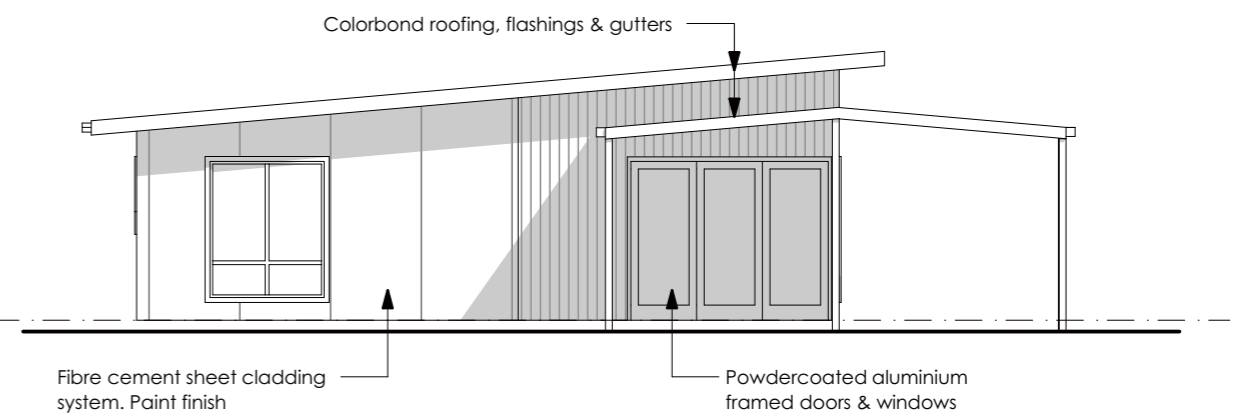 Colorbond roofing, flashings & gutters
Fibre cement sheet cladding
system. Paint finish
Powdercoated aluminium
framed doors & windows